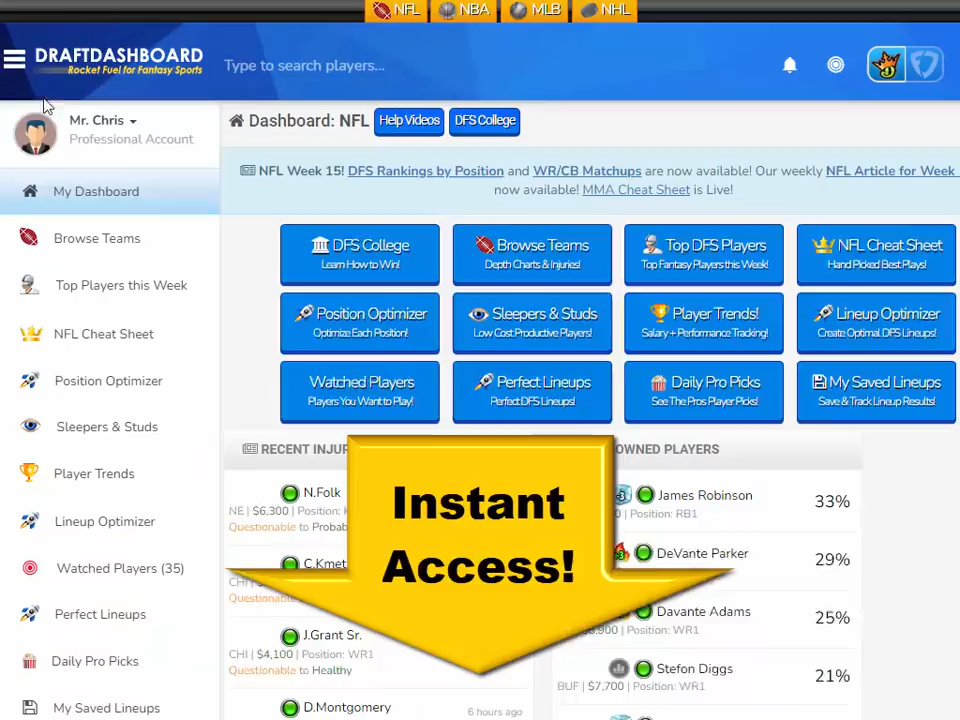 NFL NBA MLB NHL
DRAFTDASHBOARD
Rocket Fuel for Fantasy Sports
Type to search players...
Mr. Chris
Professional Account
Dashboard: NFL Help Videos DFS College
NFL Week 15! DFS Rankings by Position and WR/CB Matchups are now available! Our weekly NFL Article for Week
now available! MMA Cheat Sheet is Live!
My Dashboard
Browse Teams
Top Players this Week
NFL Cheat Sheet
Position Optimizer
Sleepers & Studs
Player Trends
Lineup Optimizer
Watched Players (35)
Perfect Lineups
Daily Pro Picks
My Saved Lineups
DFS College
Learn How to Win!
Browse Teams
Depth Charts & Injuries!
Top DFS Players
Top Fantasy Players this Week!
NFL Cheat Sheet
Hand Picked Best Plays!
Position Optimizer
Optimize Each Position!
Sleepers & Studs
Low Cost Productive Players!
Player Trends!
Salary + Performance Tracking!
Lineup Optimizer
Create Optimal DFS Lineups!
Watched Players
Players You Want to Play!
Perfect Lineups
Perfect DFS Lineups!
Daily Pro Picks
See The Pros Player Picks!
My Saved Lineups
Save & Track Lineup Results!
RECENT
N.Folk
NE | $6,300 | Position:
Questionable to
C.Kmet
Questionable
J.Grant Sr.
CHI | $4,100 | Position: WR1
Questionable to Healthy
D.Montgomery
6 hours ago
Instant
Access!
OWNED PLAYERS
James Robinson 33%
Position: RB1
DeVante Parker 29%
Position: WR1
Davante Adams 25%
Position: WR1
Stefon Diggs 21%
BUF | $7,700 | Position: WR1